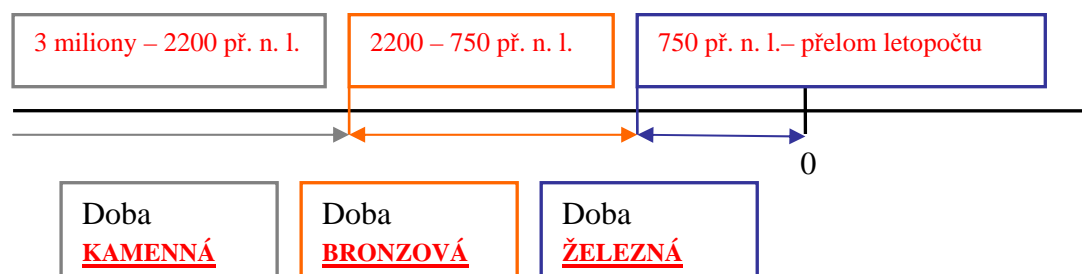 3 miliony – 2200 př. n. l.
2200 – 750 př. n. l.
750 př. n. l.– přelom letopočtu
0
Doba
KAMENNÁ
Doba
BRONZOVÁ
Doba
ŽELEZNÁ